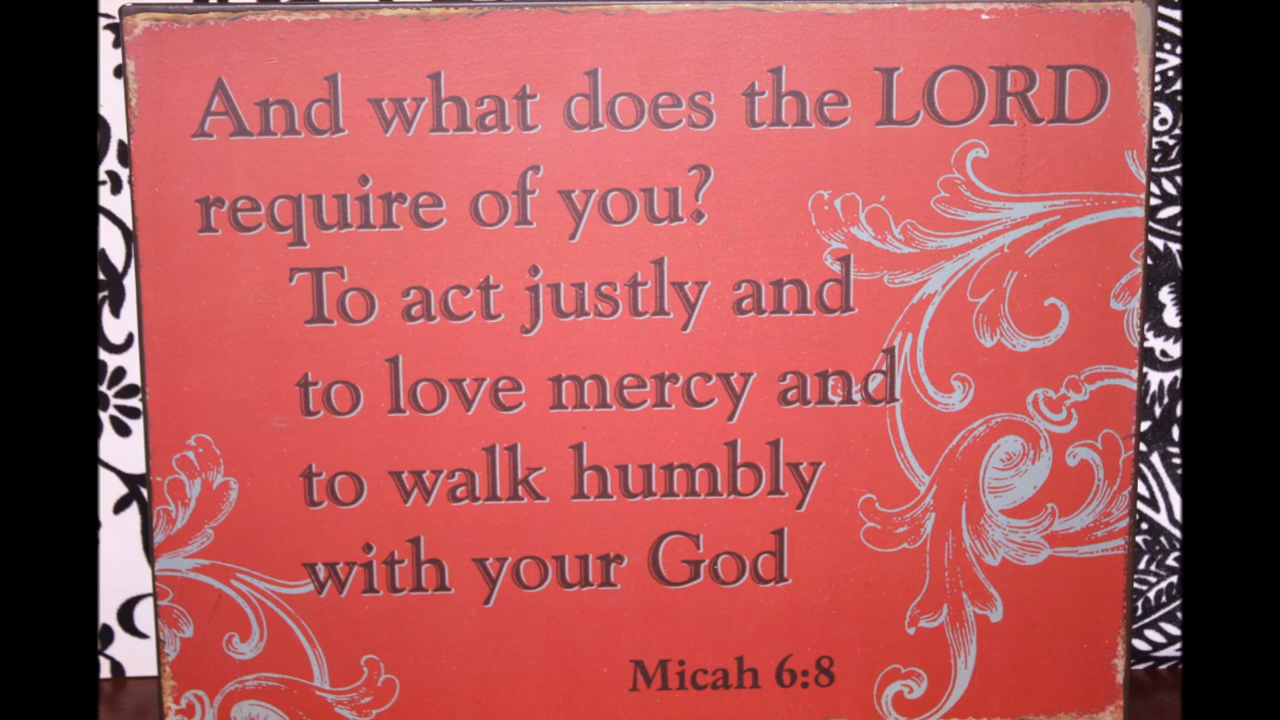 And what does the LORD
require of you?
To act justly and
to love mercy and
to walk humbly
with your God
Micah 6:8